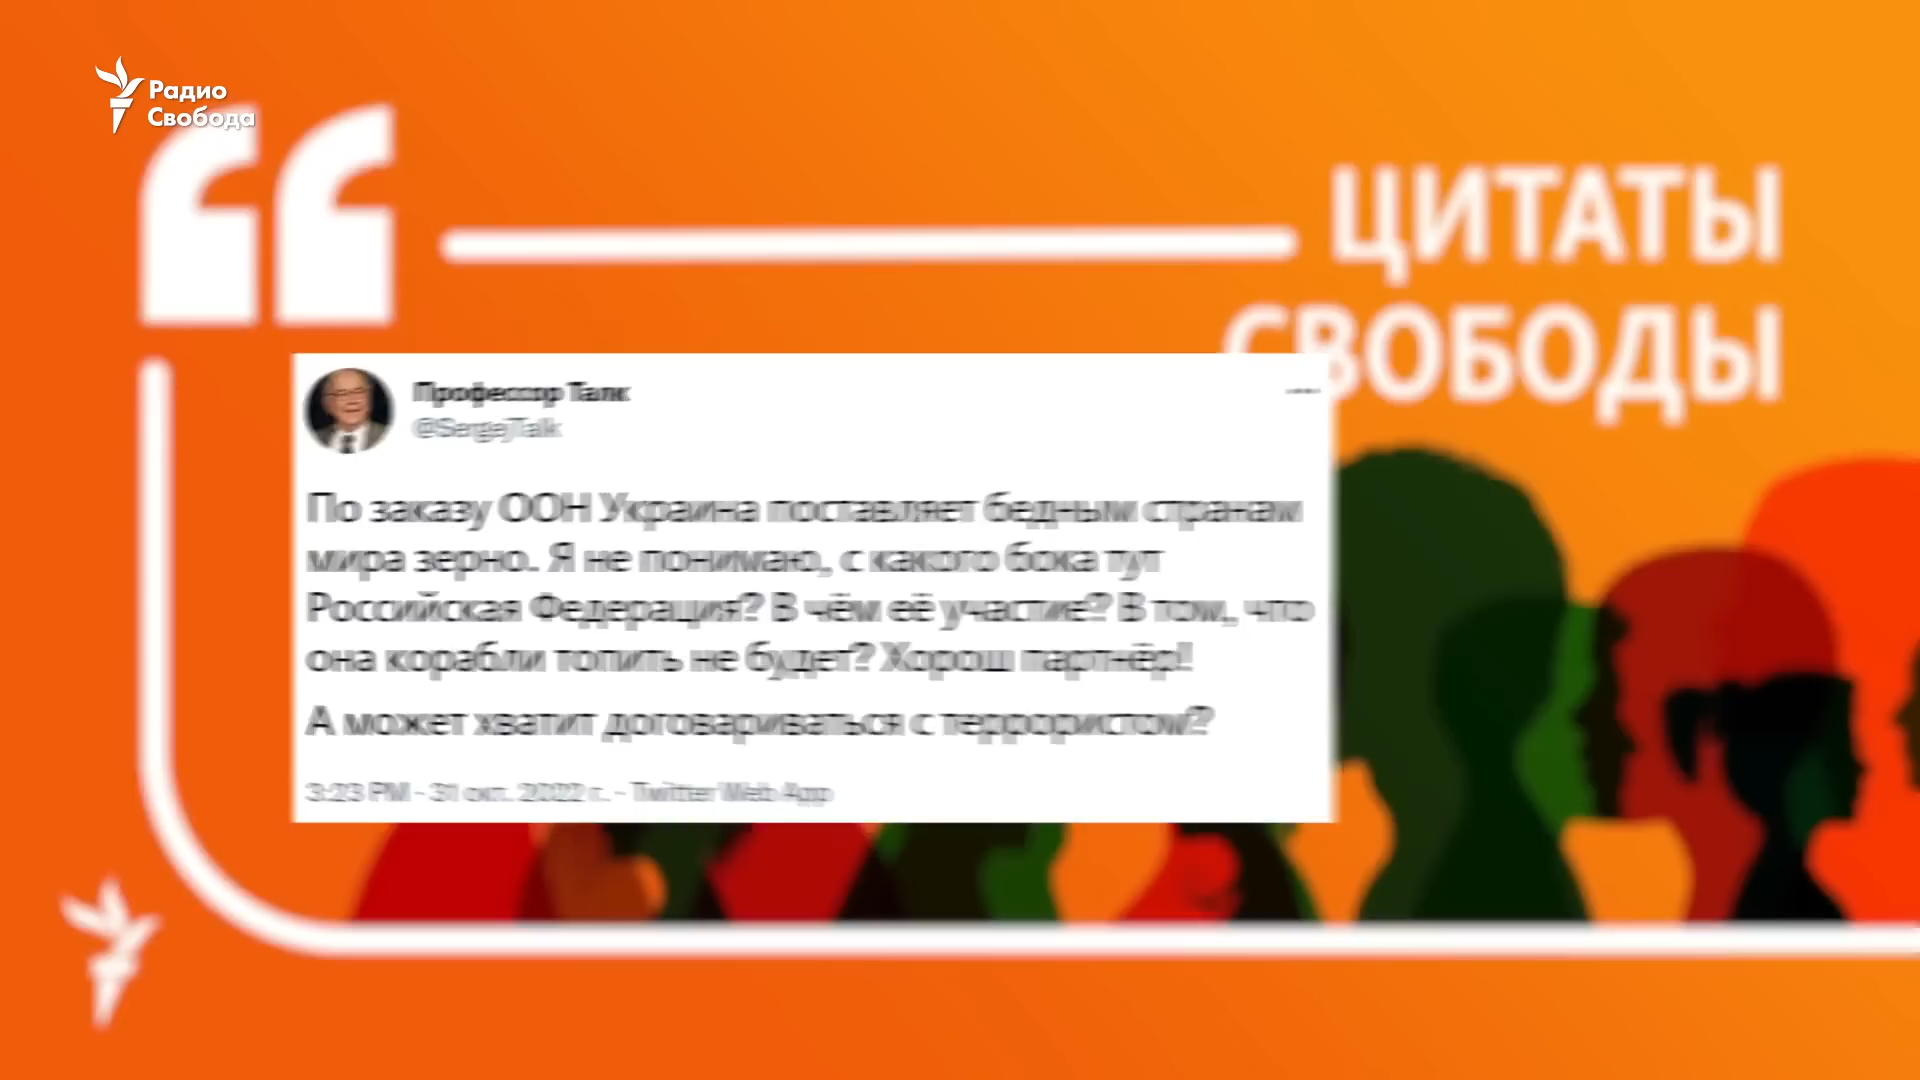 Радио
Свобода
ЦИТАТЫ
СВОБОДЫ
Профессор Талк
@SergejTalk
По заказу ООН Украина поставляет бедным странам
мира зерно. Я не понимаю, с какого бока тут
Российская Федерация? В чём её участие? В том, что
она корабли топить не будет? Хорош партнёр!
А может хватит договариваться с террористом?
3:23 PM - 31 окт. 2022 г. - Twitter Web App